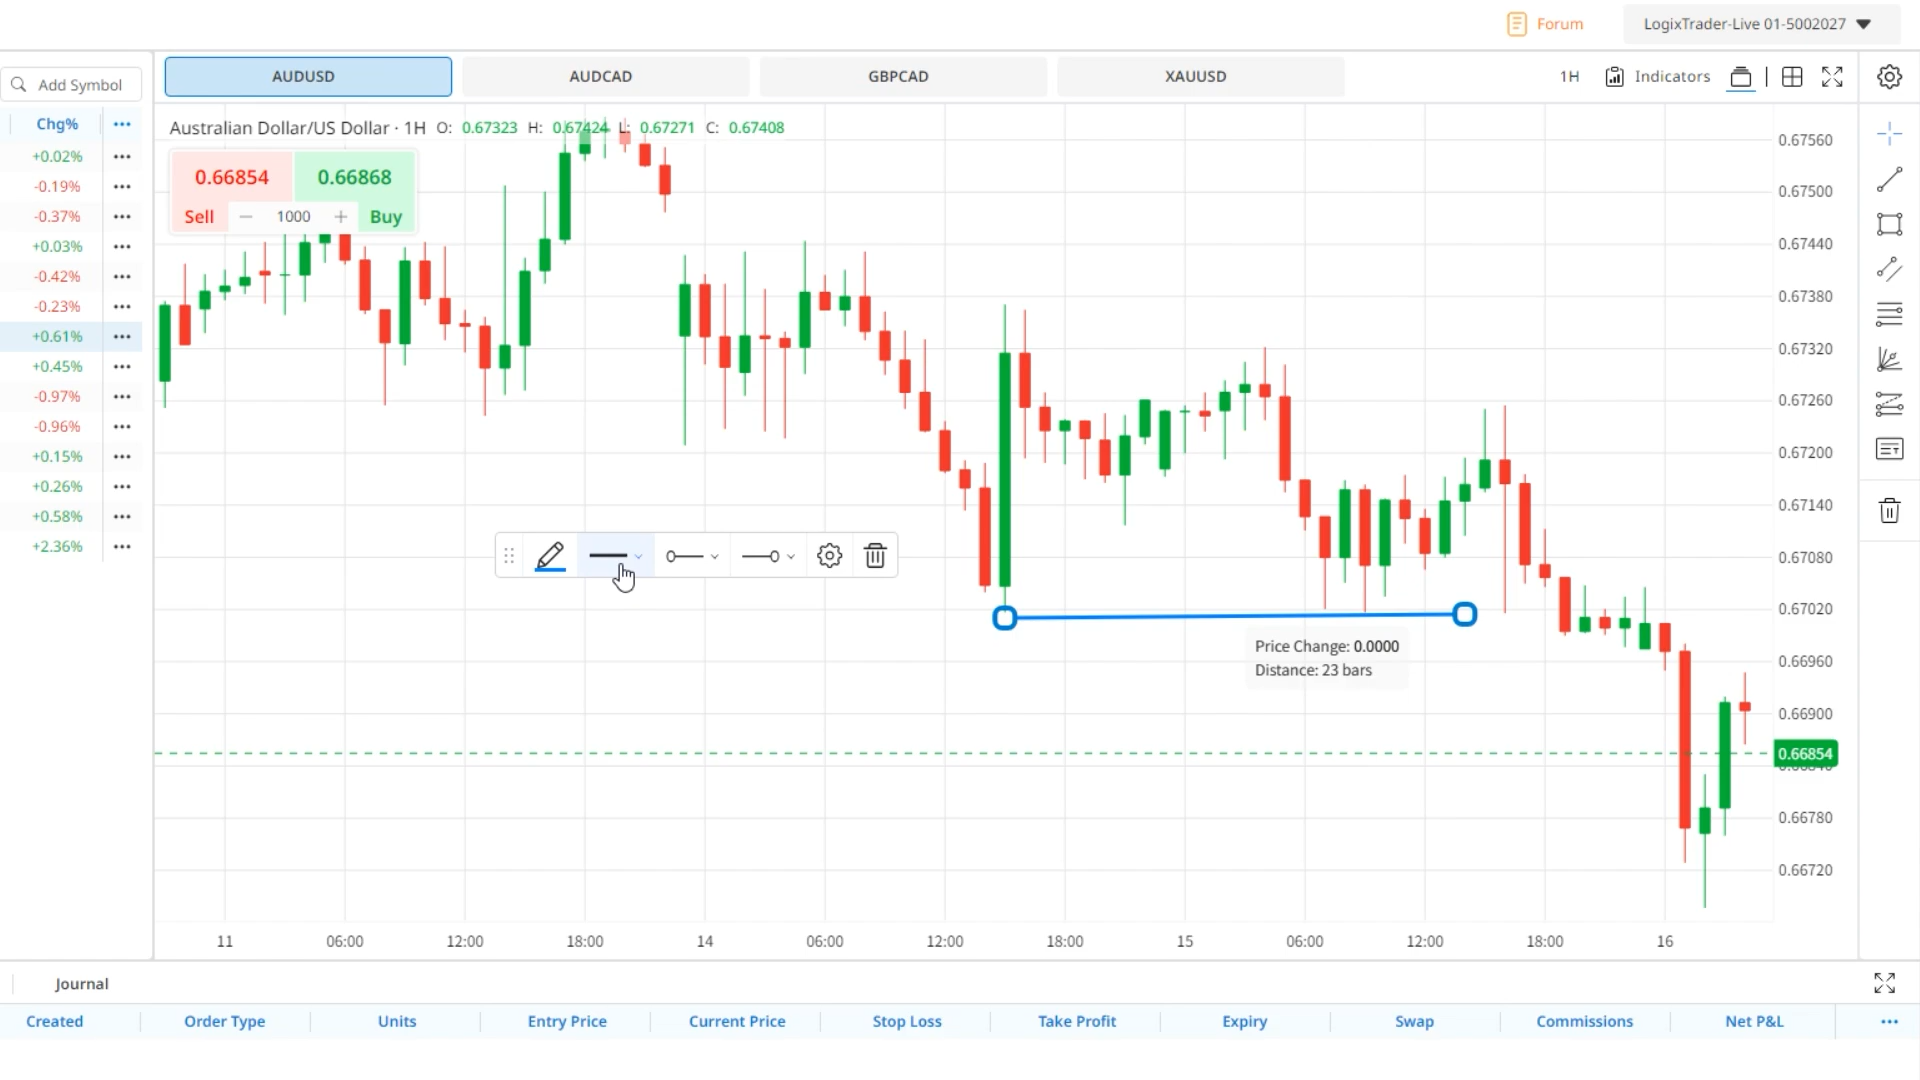 Forum
LogixTrader-Live 01-5002027
Add Symbol
AUDUSD
AUDCAD
GBPCAD
XAUUSD
1H
Indicators
Chg%
+0.02%
-0.19%
-0.37%
+0.03%
-0.42%
-0.23%
+0.61%
+0.45%
-0.97%
-0.96%
+0.15%
+0.26%
+0.58%
+2.36%
Australian Dollar/US Dollar · 1H O: 0.67323 H: 0.67424 L: 0.67271 C: 0.67408
0.66854 0.66868
Sell 1000 Buy
Price Change: 0.0000
Distance: 23 bars
0.67560
0.67500
0.67440
0.67380
0.67320
0.67260
0.67200
0.67140
0.67080
0.67020
0.66960
0.66900
0.66854
0.66780
0.66720
11 06:00 12:00 18:00 14 06:00 12:00 18:00 15 06:00 12:00 18:00 16
Journal
Created Order Type Units Entry Price Current Price Stop Loss Take Profit Expiry Swap Commissions Net P&L